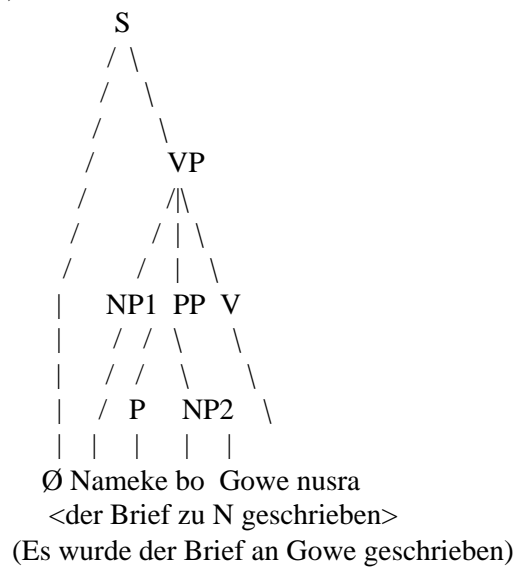 S
VP
NP1 PP V
P NP2
Ø Nameke bo Gowe nusra
<der Brief zu N geschrieben>
(Es wurde der Brief an Gowe geschrieben)